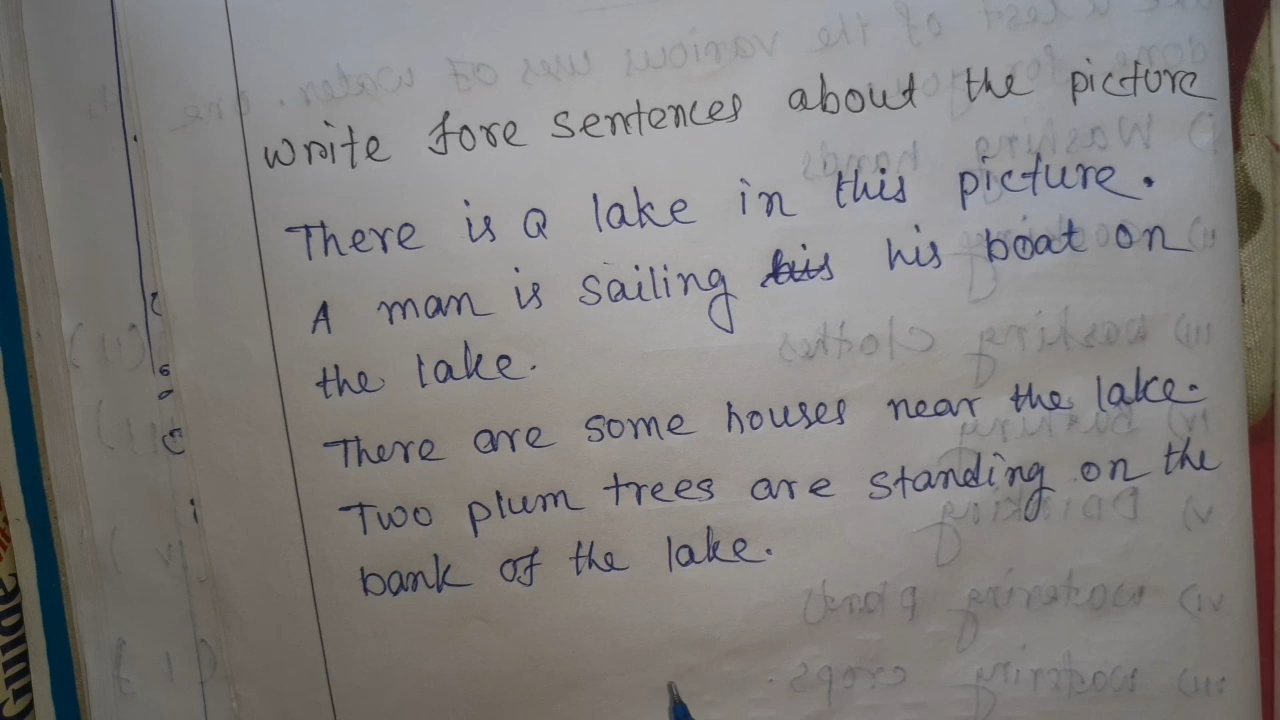 write fore sentences about the picture
There is a lake in this picture.
A man is sailing his his boat on
the lake.
There are some houses near the lake.
Two plum trees are standing on the
bank of the lake.
Guide